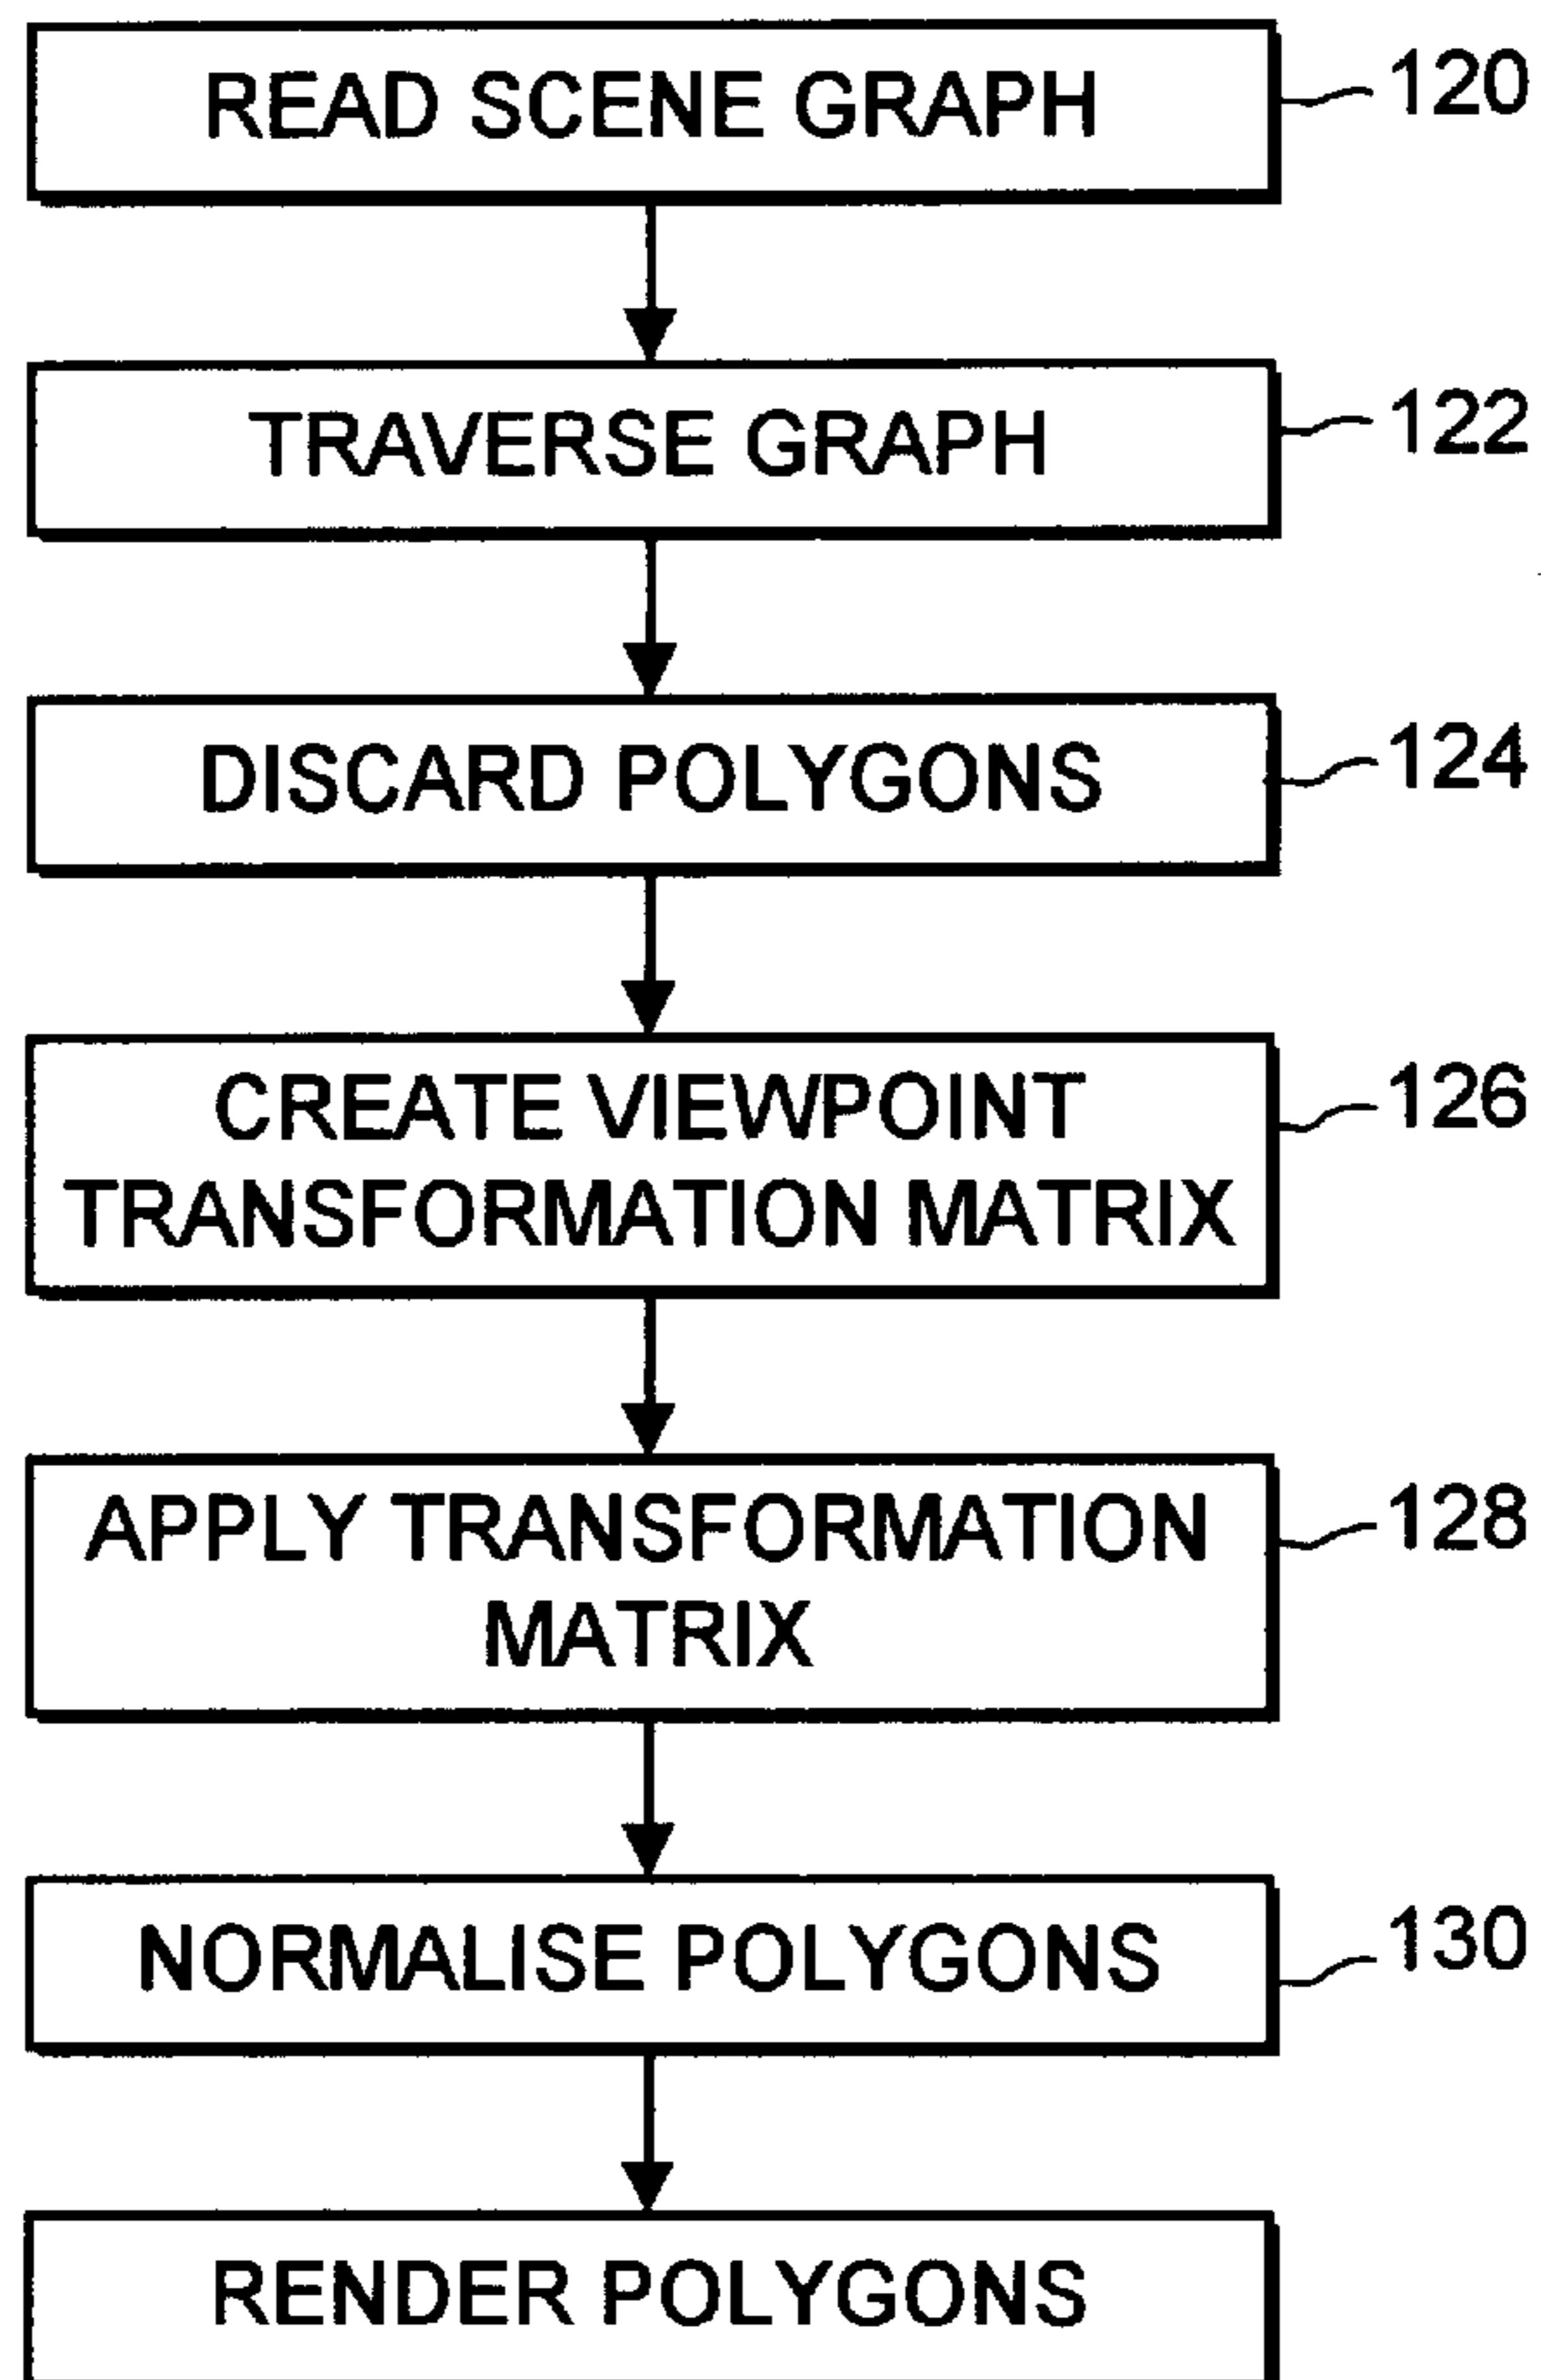 READ SCENE GRAPH 120
TRAVERSE GRAPH 122
DISCARD POLYGONS 124
CREATE VIEWPOINT 126
TRANSFORMATION MATRIX
APPLY TRANSFORMATION 128
MATRIX
NORMALISE POLYGONS 130
RENDER POLYGONS